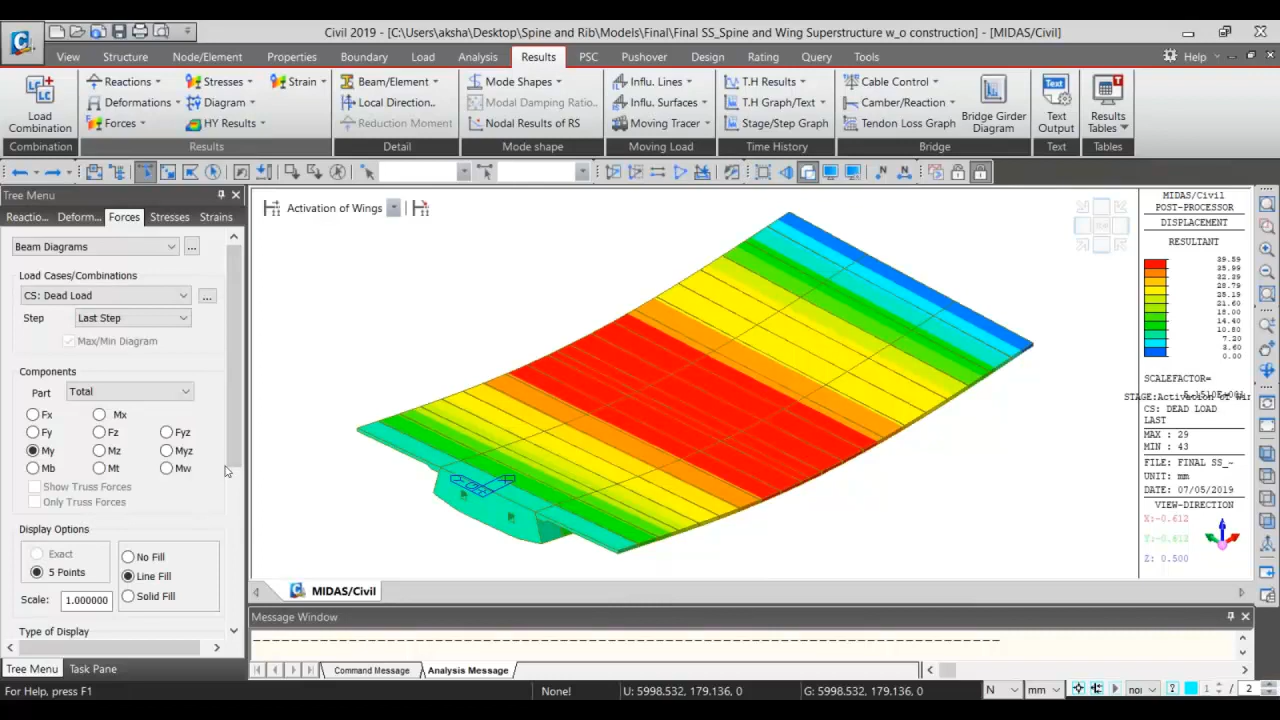 Civil 2019 - [C:\Users\aksha\Desktop\Spine and Rib\Models\Final\Final SS_Spine and Wing Superstructure w_o construction] - [MIDAS/Civil]
View Structure Node/Element Properties Boundary Load Analysis Results PSC Pushover Design Rating Query Tools Help
Load Combination
Reactions Stresses Strain
Deformations Diagram
Forces HY Results
Beam/Element
Local Direction..
Reduction Moment
Mode Shapes
Modal Damping Ratio..
Nodal Results of RS
Influ. Lines
Influ. Surfaces
Moving Tracer
T.H Results
T.H Graph/Text
Stage/Step Graph
Cable Control
Camber/Reaction
Tendon Loss Graph
Bridge Girder Diagram
Text Output
Results Tables
Combination Results Detail Mode shape Moving Load Time History Bridge Text Tables
Tree Menu
Reactio... Deform... Forces Stresses Strains
Beam Diagrams ...
Load Cases/Combinations
CS: Dead Load ...
Step Last Step
Max/Min Diagram
Components
Part Total
Fx Mx
Fy Fz Fyz
My Mz Myz
Mb Mt Mw
Show Truss Forces
Only Truss Forces
Display Options
Exact No Fill
5 Points Line Fill
Scale: 1.000000 Solid Fill
Type of Display
Tree Menu Task Pane
Activation of Wings
MIDAS/Civil
POST-PROCESSOR
DISPLACEMENT
RESULTANT
39.59
35.99
32.39
28.79
25.19
21.60
18.00
14.40
10.80
7.20
3.60
0.00
SCALEFACTOR=
CS: DEAD LOAD
LAST
MAX : 29
MIN : 43
FILE: FINAL SS_~
UNIT: mm
DATE: 07/05/2019
VIEW-DIRECTION
X:-0.612
Y:-0.612
Z: 0.500
MIDAS/Civil
Message Window
Command Message Analysis Message
For Help, press F1 None! U: 5998.532, 179.136, 0 G: 5998.532, 179.136, 0 N mm nor 1 / 2